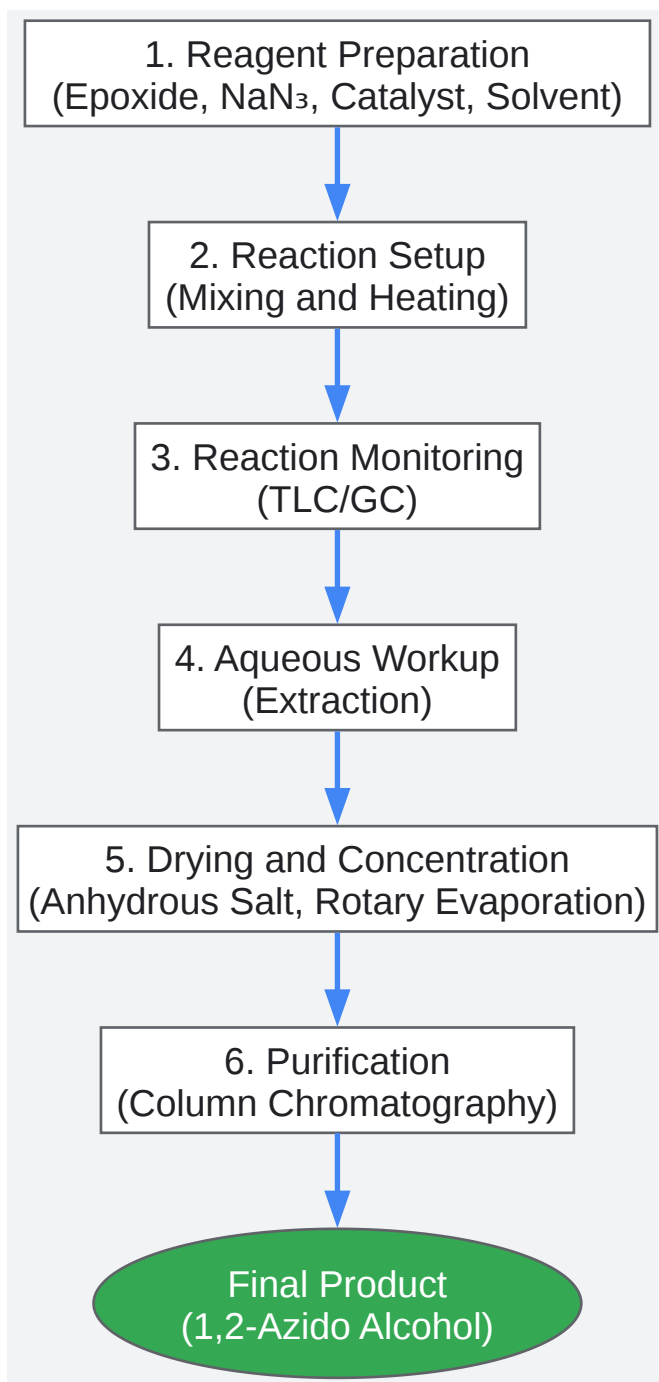 1. Reagent Preparation
(Epoxide, NaN₃, Catalyst, Solvent)
2. Reaction Setup
(Mixing and Heating)
3. Reaction Monitoring
(TLC/GC)
4. Aqueous Workup
(Extraction)
5. Drying and Concentration
(Anhydrous Salt, Rotary Evaporation)
6. Purification
(Column Chromatography)
Final Product
(1,2-Azido Alcohol)